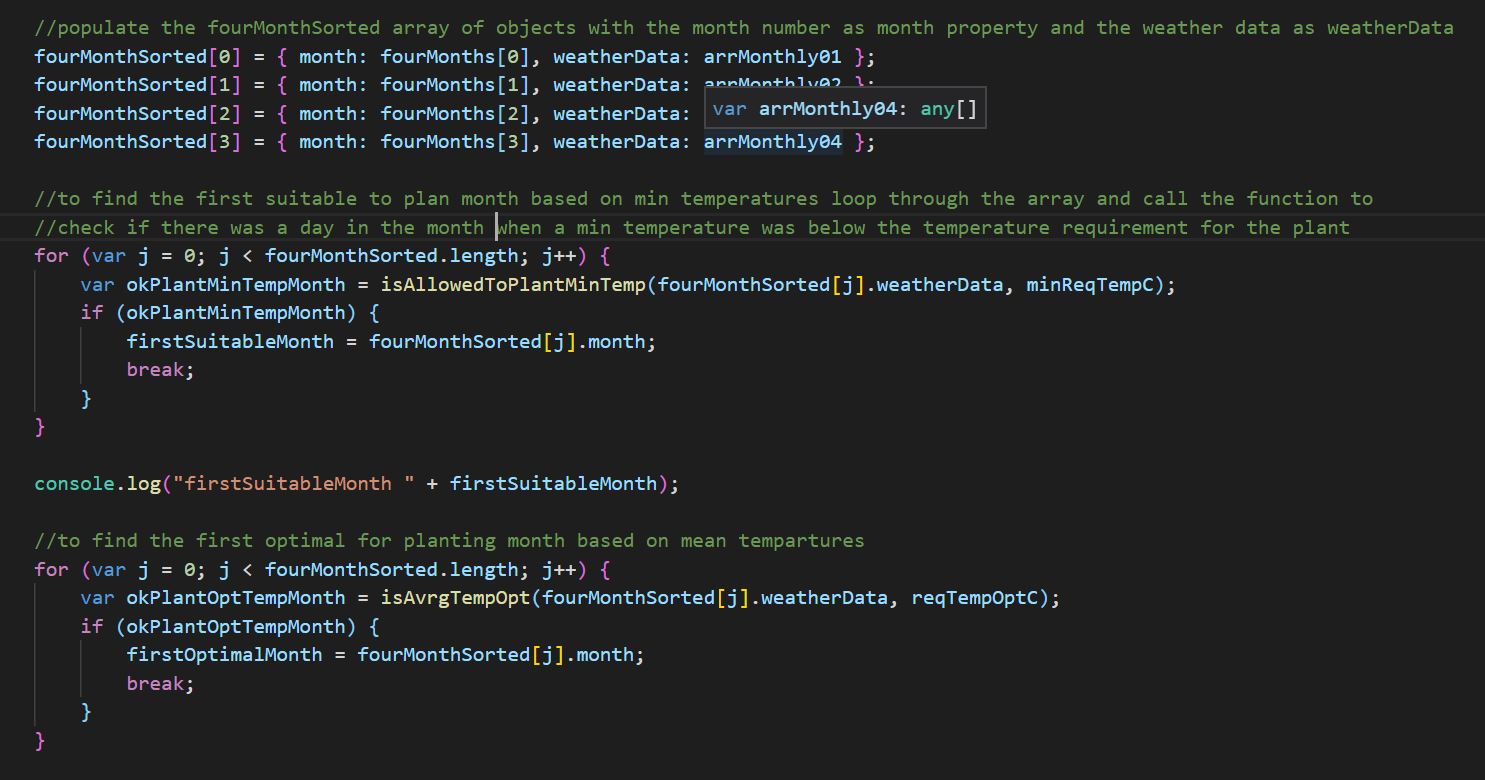 //populate the fourMonthSorted array of objects with the month number as month property and the weather data as weatherData
fourMonthSorted[0] = { month: fourMonths[0], weatherData: arrMonthly01 };
fourMonthSorted[1] = { month: fourMonths[1], weatherData: arrMonthly02 };
fourMonthSorted[2] = { month: fourMonths[2], weatherData:
var arrMonthly04: any[]
fourMonthSorted[3] = { month: fourMonths[3], weatherData: arrMonthly04 };
//to find the first suitable to plan month based on min temperatures loop through the array and call the function to
//check if there was a day in the month when a min temperature was below the temperature requirement for the plant
for (var j = 0; j < fourMonthSorted.length; j++) {
    var okPlantMinTempMonth = isAllowedToPlantMinTemp(fourMonthSorted[j].weatherData, minReqTempC);
    if (okPlantMinTempMonth) {
        firstSuitableMonth = fourMonthSorted[j].month;
        break;
    }
}
console.log("firstSuitableMonth " + firstSuitableMonth);
//to find the first optimal for planting month based on mean tempartures
for (var j = 0; j < fourMonthSorted.length; j++) {
    var okPlantOptTempMonth = isAvrgTempOpt(fourMonthSorted[j].weatherData, reqTempOptC);
    if (okPlantOptTempMonth) {
        firstOptimalMonth = fourMonthSorted[j].month;
        break;
    }
}